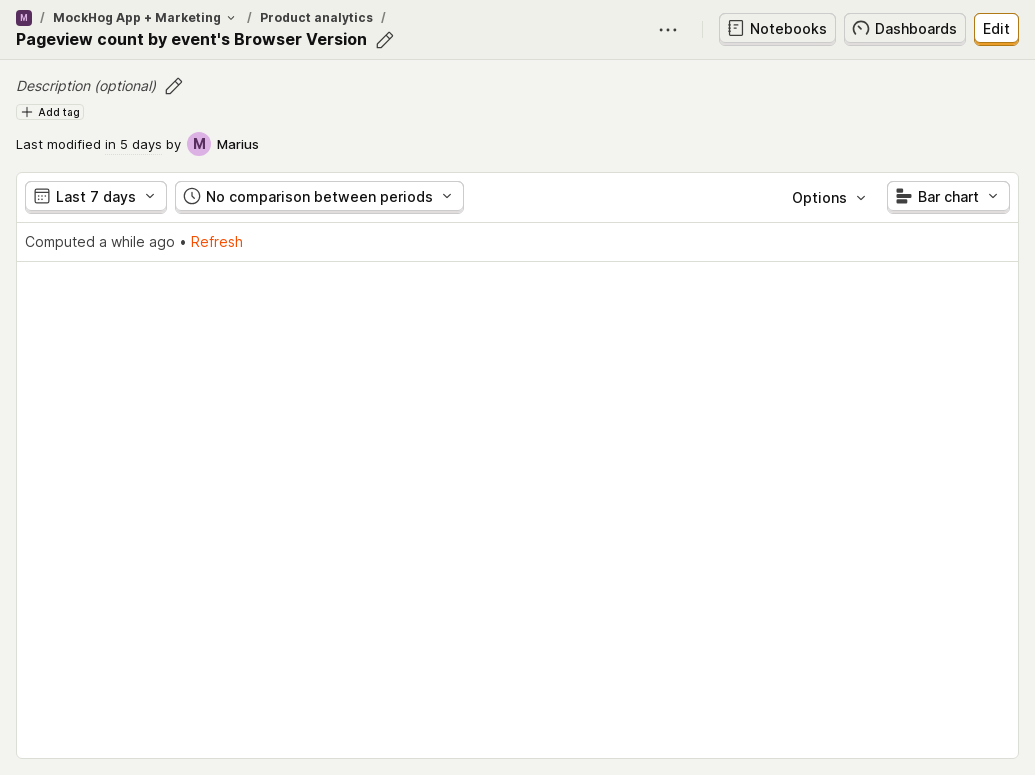 M / MockHog App + Marketing / Product analytics /
Pageview count by event's Browser Version
Notebooks Dashboards Edit
Description (optional)
Add tag
Last modified in 5 days by M Marius
Last 7 days No comparison between periods Options Bar chart
Computed a while ago • Refresh